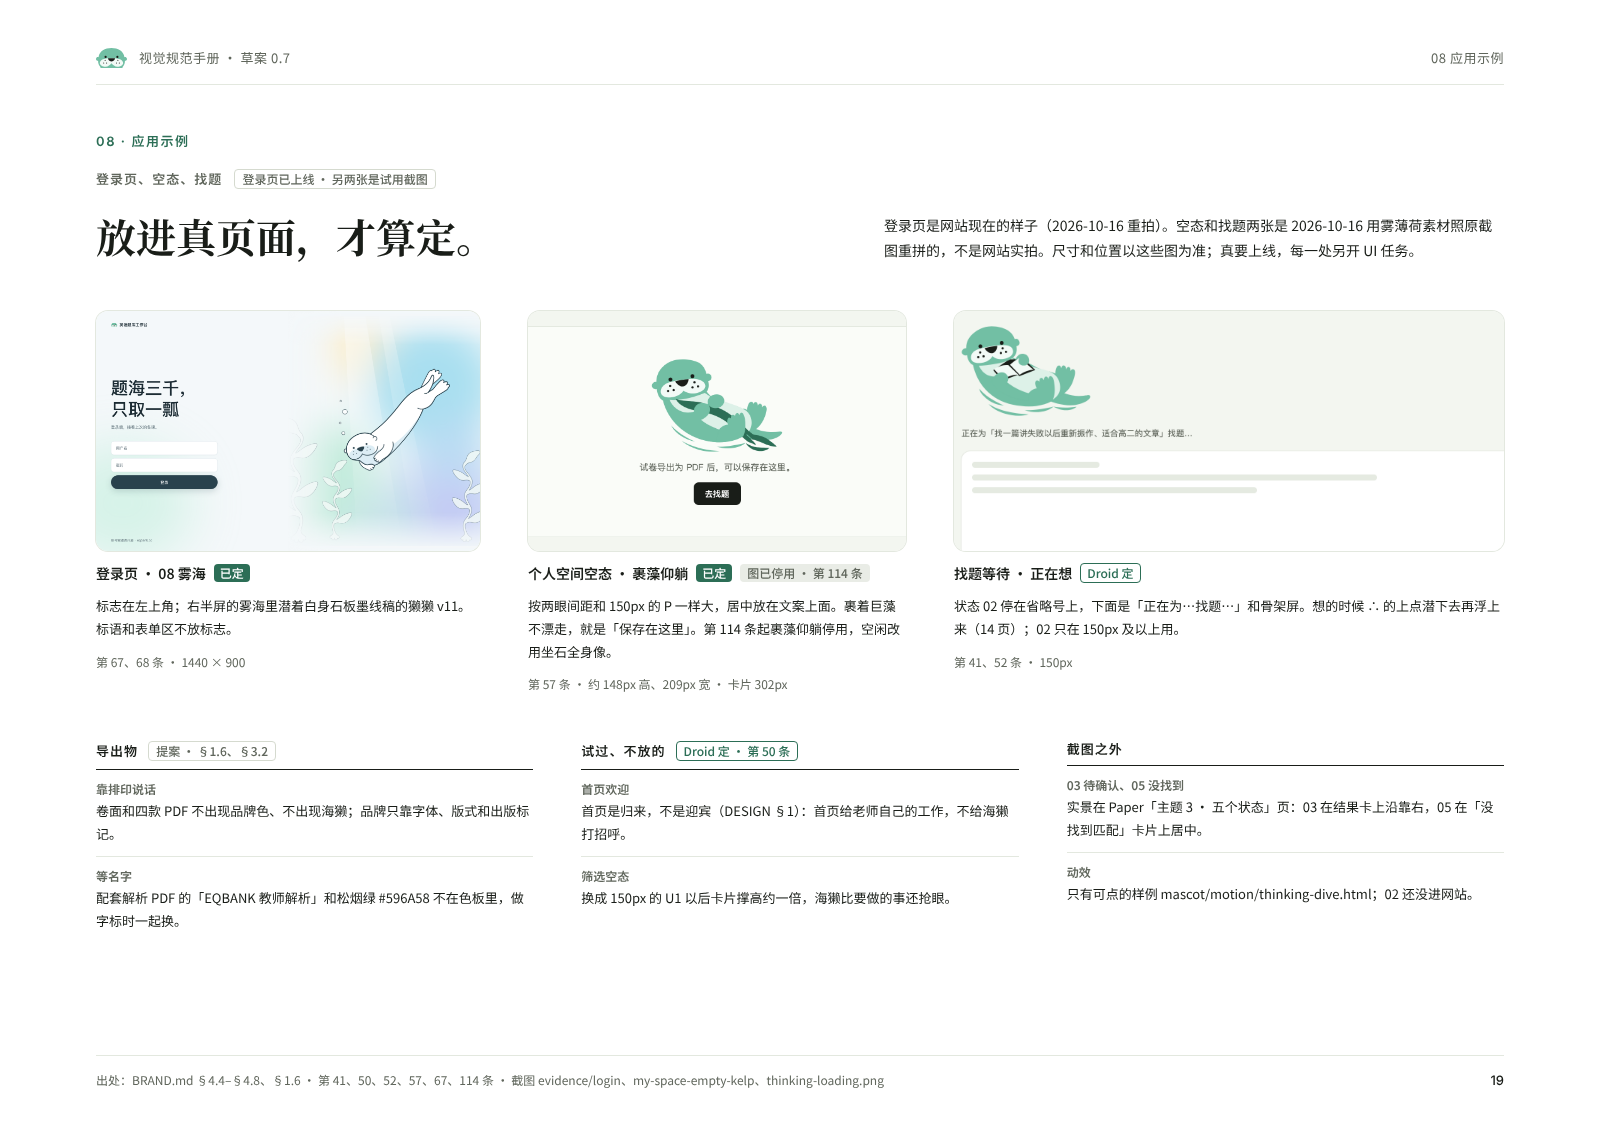 视觉规范手册 · 草案 0.7
08 应用示例
08 · 应用示例
登录页、空态、找题
登录页已上线 · 另两张是试用截图
放进真页面，才算定。
登录页是网站现在的样子（2026-10-16 重拍）。空态和找题两张是 2026-10-16 用雾薄荷素材照原截
图重拼的，不是网站实拍。尺寸和位置以这些图为准；真要上线，每一处另开 UI 任务。
题海三千，
只取一瓢
登录
试卷导出为 PDF 后，可以保存在这里。
去找题
正在为「找一篇讲失败以后重新振作、适合高二的文章」找题…
登录页 · 08 雾海 已定
标志在左上角；右半屏的雾海里潜着白身石板墨线稿的獭獭 v11。
标语和表单区不放标志。
第 67、68 条 · 1440 × 900
个人空间空态 · 裹藻仰躺 已定 图已停用 · 第 114 条
按两眼间距和 150px 的 P 一样大，居中放在文案上面。裹着巨藻
不漂走，就是「保存在这里」。第 114 条起裹藻仰躺停用，空闲改
用坐石全身像。
第 57 条 · 约 148px 高、209px 宽 · 卡片 302px
找题等待 · 正在想 Droid 定
状态 02 停在省略号上，下面是「正在为…找题…」和骨架屏。想的时候 ∴ 的上点潜下去再浮上
来（14 页）；02 只在 150px 及以上用。
第 41、52 条 · 150px
导出物 提案 · §1.6、§3.2
靠排印说话
卷面和四款 PDF 不出现品牌色、不出现海獭；品牌只靠字体、版式和出版标
记。
等名字
配套解析 PDF 的「EQBANK 教师解析」和松烟绿 #596A58 不在色板里，做
字标时一起换。
试过、不放的 Droid 定 · 第 50 条
首页欢迎
首页是归来，不是迎宾（DESIGN §1）：首页给老师自己的工作，不给海獭
打招呼。
筛选空态
换成 150px 的 U1 以后卡片撑高约一倍，海獭比要做的事还抢眼。
截图之外
03 待确认、05 没找到
实景在 Paper「主题 3 · 五个状态」页：03 在结果卡上沿靠右，05 在「没
找到匹配」卡片上居中。
动效
只有可点的样例 mascot/motion/thinking-dive.html；02 还没进网站。
出处：BRAND.md §4.4–§4.8、§1.6 · 第 41、50、52、57、67、114 条 · 截图 evidence/login、my-space-empty-kelp、thinking-loading.png
19